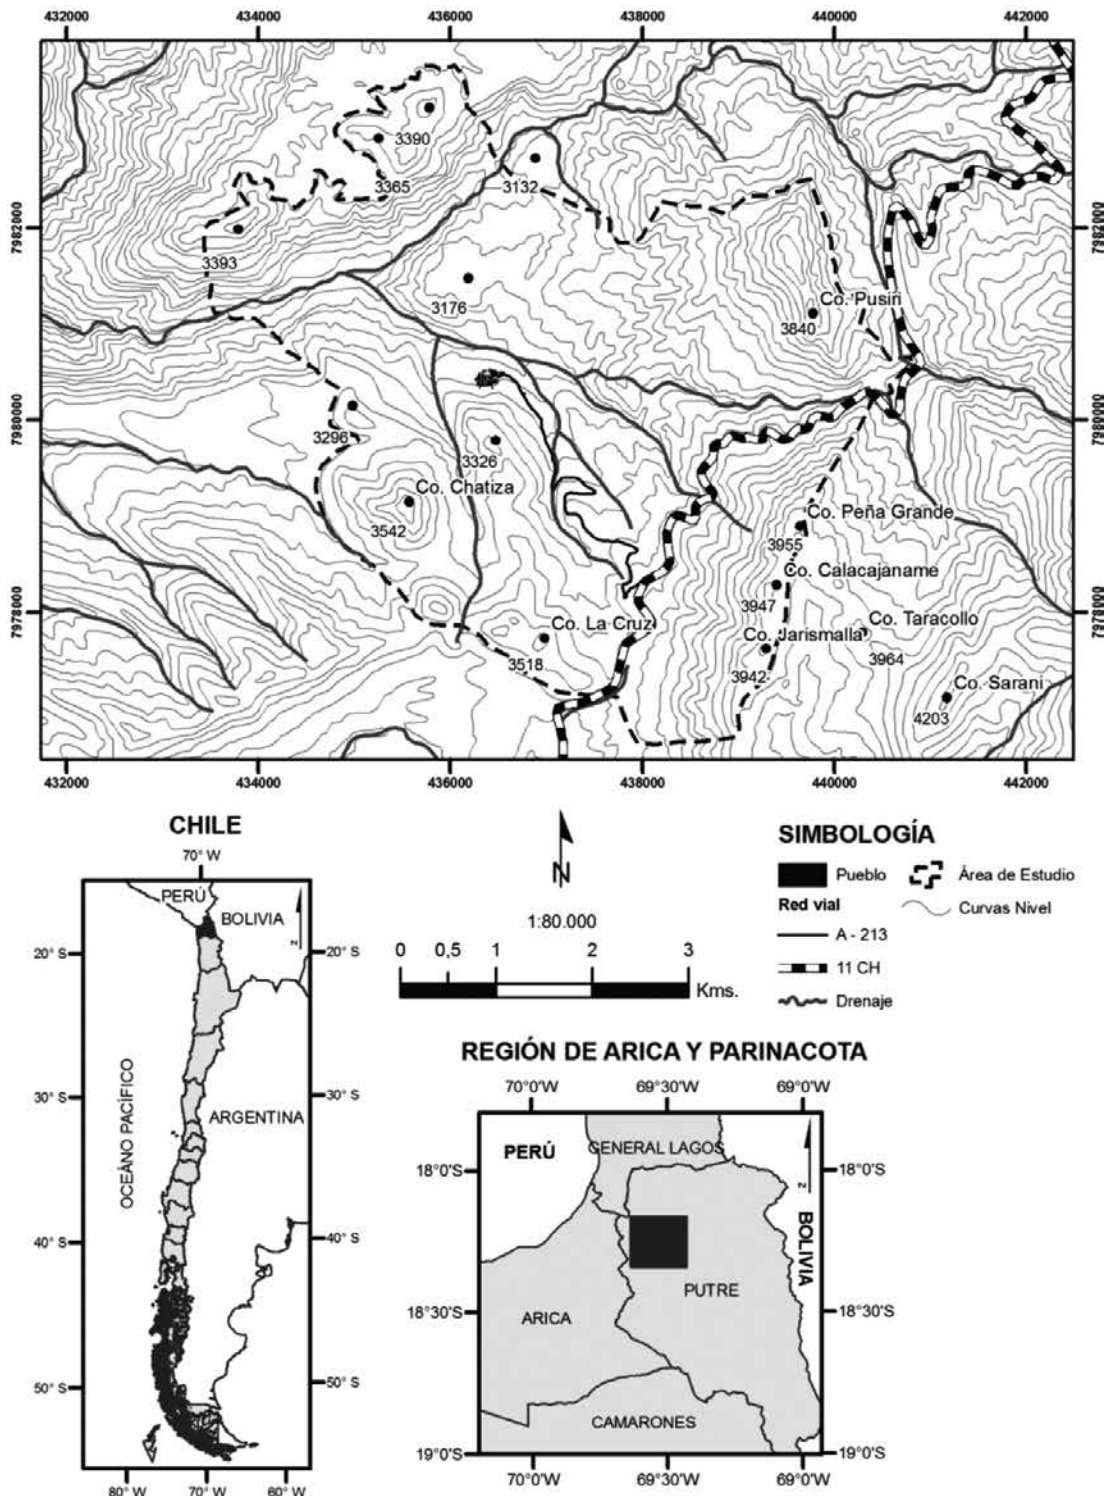 432000 434000 436000 438000 440000 442000
3390
3365
3132
7982000 7982000
3393
3176
Co. Pusiri
3840
7980000 7980000
3296
3326
Co. Chatiza
3542
Co. Peña Grande
3955
Co. Calacajaname
3947
7978000 7978000
Co. La Cruz
Co. Taracollo
Co. Jarismalla
3518
3964
3942
Co. Sarani
4203
432000 434000 436000 438000 440000 442000
CHILE
70° W
PERÚ
BOLIVIA
N
20° S 20° S
30° S 30° S
OCEÁNO PACÍFICO
ARGENTINA
40° S 40° S
50° S 50° S
80° W 70° W 60° W
N
1:80.000
0 0,5 1 2 3
Kms.
SIMBOLOGÍA
Pueblo
Área de Estudio
Red vial
Curvas Nivel
A - 213
11 CH
Drenaje
REGIÓN DE ARICA Y PARINACOTA
70°0'W 69°30'W 69°0'W
PERÚ
GENERAL LAGOS
N
18°0'S 18°0'S
BOLIVIA
PUTRE
18°30'S 18°30'S
ARICA
CAMARONES
19°0'S 19°0'S
70°0'W 69°30'W 69°0'W